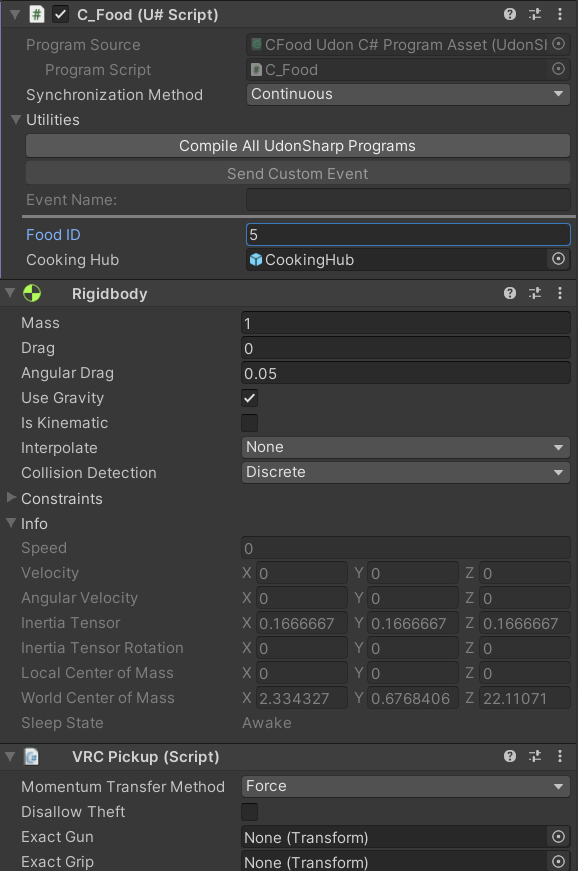 C_Food (U# Script)
Program Source CFood Udon C# Program Asset (UdonSl
Program Script C_Food
Synchronization Method Continuous
Utilities
Compile All UdonSharp Programs
Send Custom Event
Event Name:
Food ID 5
Cooking Hub CookingHub
Rigidbody
Mass 1
Drag 0
Angular Drag 0.05
Use Gravity
Is Kinematic
Interpolate None
Collision Detection Discrete
Constraints
Info
Speed 0
Velocity X 0 Y 0 Z 0
Angular Velocity X 0 Y 0 Z 0
Inertia Tensor X 0.1666667 Y 0.1666667 Z 0.1666667
Inertia Tensor Rotation X 0 Y 0 Z 0
Local Center of Mass X 0 Y 0 Z 0
World Center of Mass X 2.334327 Y 0.6768406 Z 22.11071
Sleep State Awake
VRC Pickup (Script)
Momentum Transfer Method Force
Disallow Theft
Exact Gun None (Transform)
Exact Grip None (Transform)